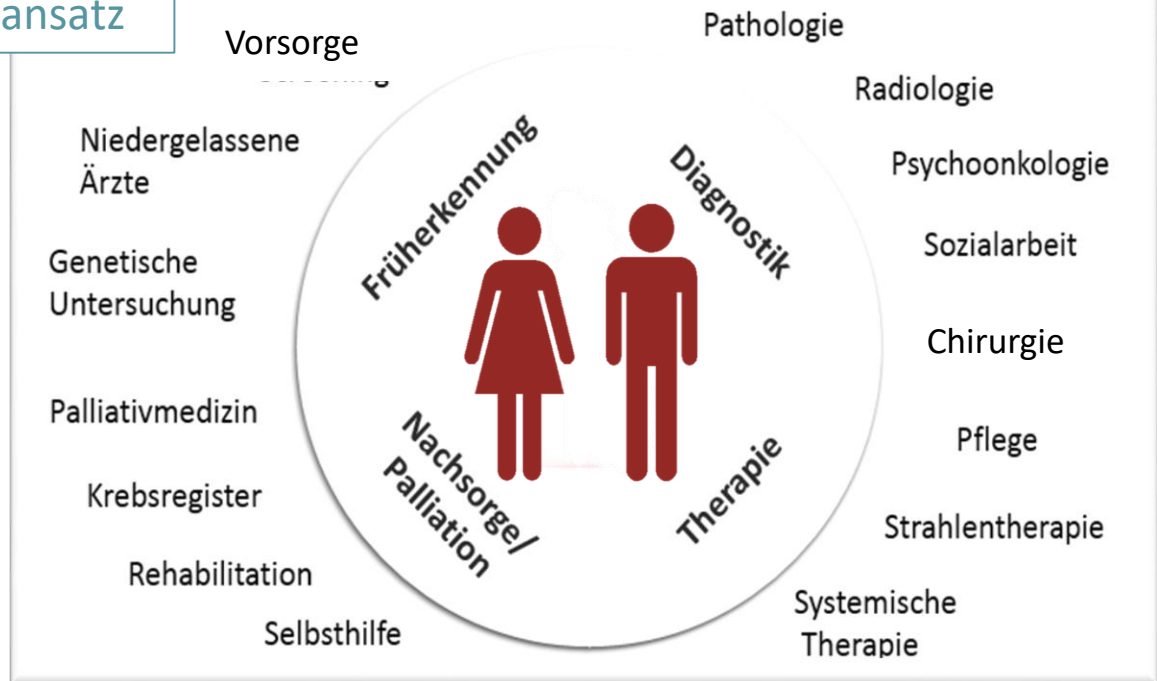 ansatz
Vorsorge
Pathologie
Radiologie
Psychoonkologie
Sozialarbeit
Chirurgie
Pflege
Strahlentherapie
Systemische
Therapie
Selbsthilfe
Rehabilitation
Krebsregister
Palliativmedizin
Genetische
Untersuchung
Niedergelassene
Ärzte
Früherkennung
Diagnostik
Therapie
Nachsorge/
Palliation